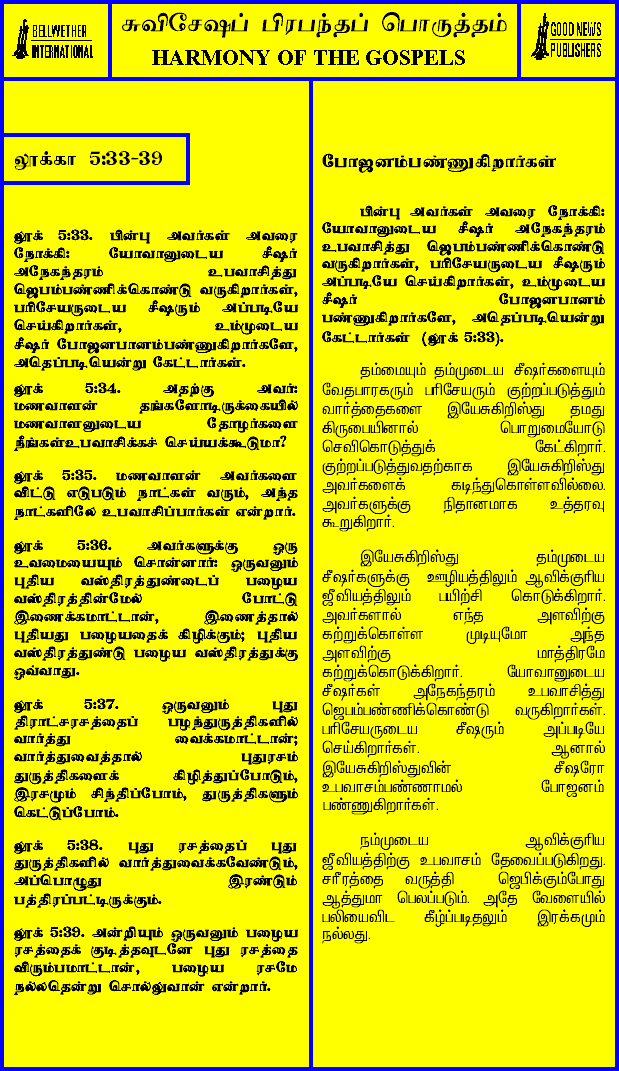 BELLWETHER
INTERNATIONAL
சுவிசேஷப் பிரபந்தப் பொருத்தம்
HARMONY OF THE GOSPELS
GOOD NEWS
PUBLISHERS
லூக்கா 5:33-39
லூக் 5:33. பின்பு அவர்கள் அவரை
நோக்கி: யோவானுடைய சீஷர்
அநேகந்தரம் உபவாசித்து
ஜெபம்பண்ணிக்கொண்டு வருகிறார்கள்,
பரிசேயருடைய சீஷரும் அப்படியே
செய்கிறார்கள், உம்முடைய
சீஷர் போஜனபானம்பண்ணுகிறார்களே,
அதெப்படியென்று கேட்டார்கள்.
லூக் 5:34. அதற்கு அவர்:
மணவாளன் தங்களோடிருக்கையில்
மணவாளனுடைய தோழர்களை
நீங்கள்உபவாசிக்கச் செய்யக்கூடுமா?
லூக் 5:35. மணவாளன் அவர்களை
விட்டு எடுபடும் நாட்கள் வரும், அந்த
நாட்களிலே உபவாசிப்பார்கள் என்றார்.
லூக் 5:36. அவர்களுக்கு ஒரு
உவமையையும் சொன்னார்: ஒருவனும்
புதிய வஸ்திரத்துண்டைப் பழைய
வஸ்திரத்தின்மேல் போட்டு
இணைக்கமாட்டான், இணைத்தால்
புதியது பழையதைக் கிழிக்கும்; புதிய
வஸ்திரத்துண்டு பழைய வஸ்திரத்துக்கு
ஒவ்வாது.
லூக் 5:37. ஒருவனும் புது
திராட்சரசத்தைப் பழந்துருத்திகளில்
வார்த்து வைக்கமாட்டான்;
வார்த்துவைத்தால் புதுரசம்
துருத்திகளைக் கிழித்துப்போடும்,
இரசமும் சிந்திப்போம், துருத்திகளும்
கெட்டுப்போம்.
லூக் 5:38. புது ரசத்தைப் புது
துருத்திகளில் வார்த்துவைக்கவேண்டும்,
அப்பொழுது இரண்டும்
பத்திரப்பட்டிருக்கும்.
லூக் 5:39. அன்றியும் ஒருவனும் பழைய
ரசத்தைக் குடித்தவுடனே புது ரசத்தை
விரும்பமாட்டான், பழைய ரசமே
நல்லதென்று சொல்லுவான் என்றார்.
போஜனம்பண்ணுகிறார்கள்
பின்பு அவர்கள் அவரை நோக்கி:
யோவானுடைய சீஷர் அநேகந்தரம்
உபவாசித்து ஜெபம்பண்ணிக்கொண்டு
வருகிறார்கள், பரிசேயருடைய சீஷரும்
அப்படியே செய்கிறார்கள், உம்முடைய
சீஷர் போஜனபானம்
பண்ணுகிறார்களே, அதெப்படியென்று
கேட்டார்கள் (லூக் 5:33).
தம்மையும் தம்முடைய சீஷர்களையும்
வேதபாரகரும் பரிசேயரும் குற்றப்படுத்தும்
வார்த்தைகளை இயேசுகிறிஸ்து தமது
கிருபையினால் பொறுமையோடு
செவிகொடுத்துக் கேட்கிறார்.
குற்றப்படுத்துவதற்காக இயேசுகிறிஸ்து
அவர்களைக் கடிந்துகொள்ளவில்லை.
அவர்களுக்கு நிதானமாக உத்தரவு
கூறுகிறார்.
இயேசுகிறிஸ்து தம்முடைய
சீஷர்களுக்கு ஊழியத்திலும் ஆவிக்குரிய
ஜீவியத்திலும் பயிற்சி கொடுக்கிறார்.
அவர்களால் எந்த அளவிற்கு
கற்றுக்கொள்ள முடியுமோ அந்த
அளவிற்கு மாத்திரமே
கற்றுக்கொடுக்கிறார். யோவானுடைய
சீஷர்கள் அநேகந்தரம் உபவாசித்து
ஜெபம்பண்ணிக்கொண்டு வருகிறார்கள்.
பரிசேயருடைய சீஷரும் அப்படியே
செய்கிறார்கள். ஆனால்
இயேசுகிறிஸ்துவின் சீஷரோ
உபவாசம்பண்ணாமல் போஜனம்
பண்ணுகிறார்கள்.
நம்முடைய ஆவிக்குரிய
ஜீவியத்திற்கு உபவாசம் தேவைப்படுகிறது.
சரீரத்தை வருத்தி ஜெபிக்கும்போது
ஆத்துமா பெலப்படும். அதே வேளையில்
பலியைவிட கீழ்ப்படிதலும் இரக்கமும்
நல்லது.